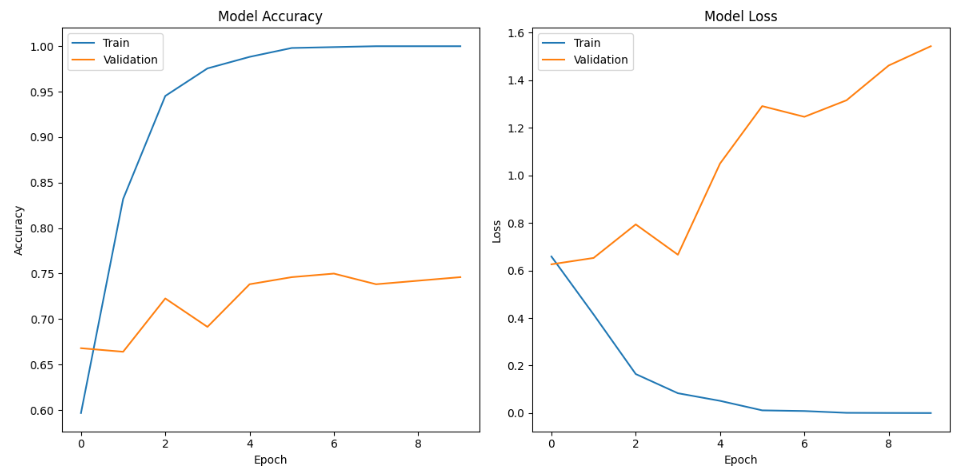 Model Accuracy
Train
Validation
1.00
0.95
0.90
0.85
0.80
0.75
0.70
0.65
0.60
Accuracy
0 2 4 6 8
Epoch
Model Loss
Train
Validation
1.6
1.4
1.2
1.0
0.8
0.6
0.4
0.2
0.0
Loss
0 2 4 6 8
Epoch